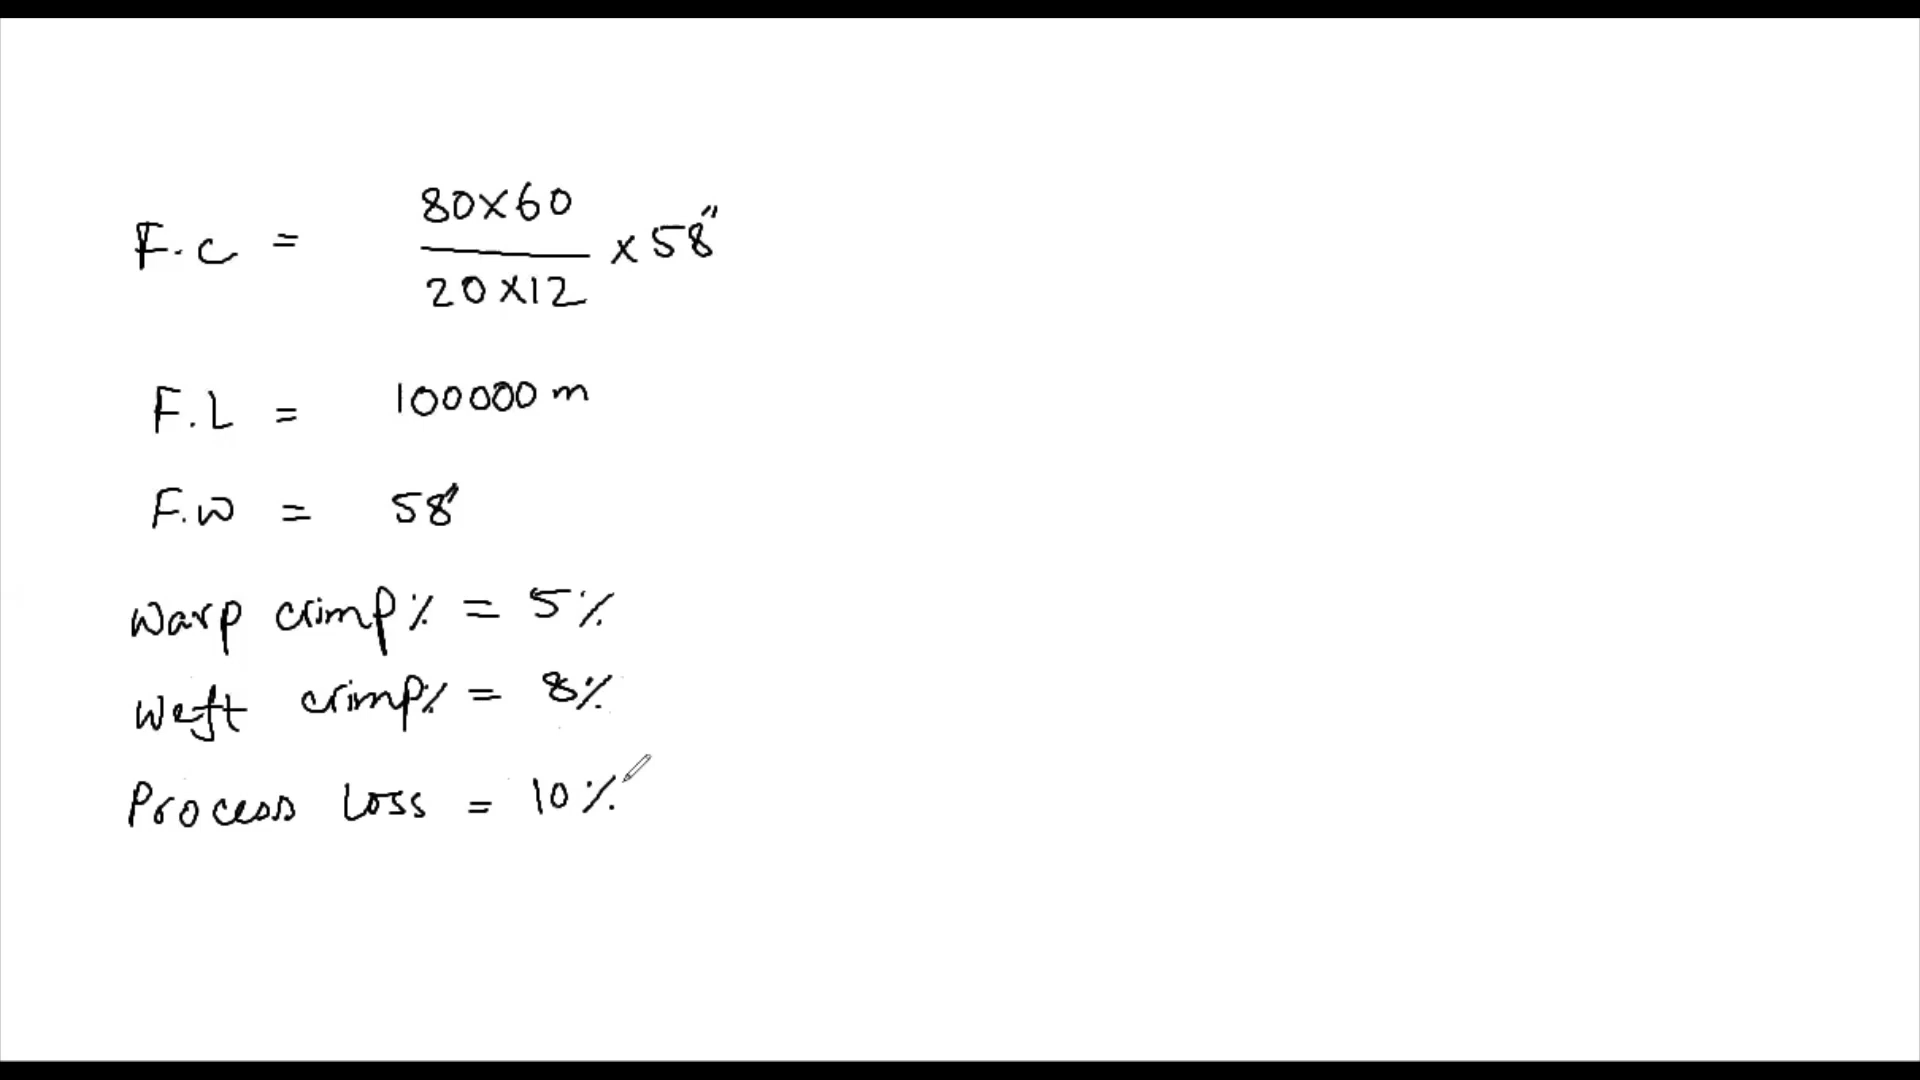 F.C = 80x60 / 20x12 x 58"
F.L = 100000 m
F.W = 58"
Warp crimp% = 5%
Weft crimp% = 8%
Process Loss = 10%